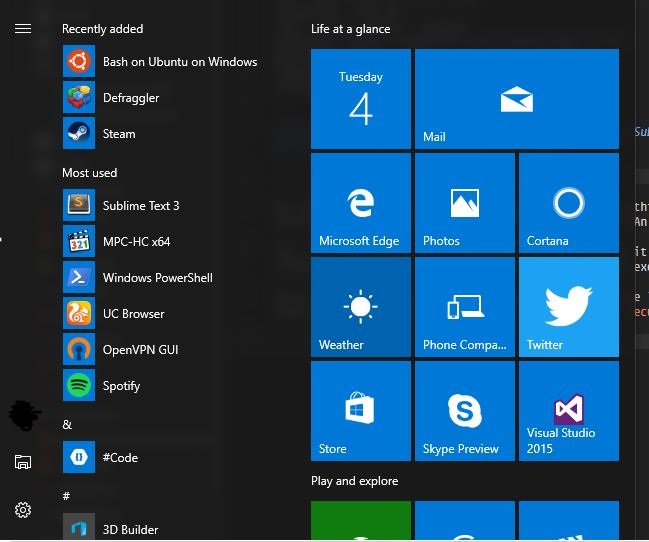 Recently added
Bash on Ubuntu on Windows
Defraggler
Steam
Most used
Sublime Text 3
321
MPC-HC x64
Windows PowerShell
UC Browser
OpenVPN GUI
Spotify
&
#Code
#
3D Builder
Life at a glance
Tuesday
4
Mail
Microsoft Edge
Photos
Cortana
Weather
Phone Compa...
Twitter
Store
Skype Preview
Visual Studio
2015
Play and explore